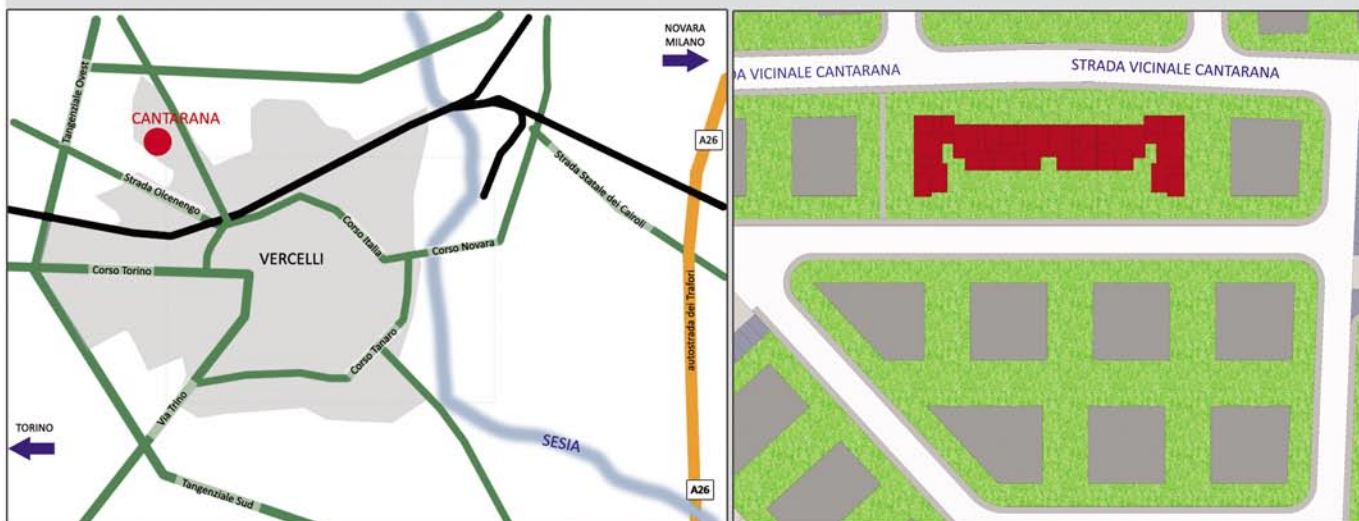 NOVARA
MILANO
Tangenziale Ovest
CANTARANA
A26
Strada Olcenengo
Strada Statale dei Cairoli
Corso Italia
Corso Novara
VERCELLI
Corso Torino
autostrada dei Trafori
Corso Tanaro
Via Trino
TORINO
SESIA
Tangenziale Sud
A26
DA VICINALE CANTARANA
STRADA VICINALE CANTARANA